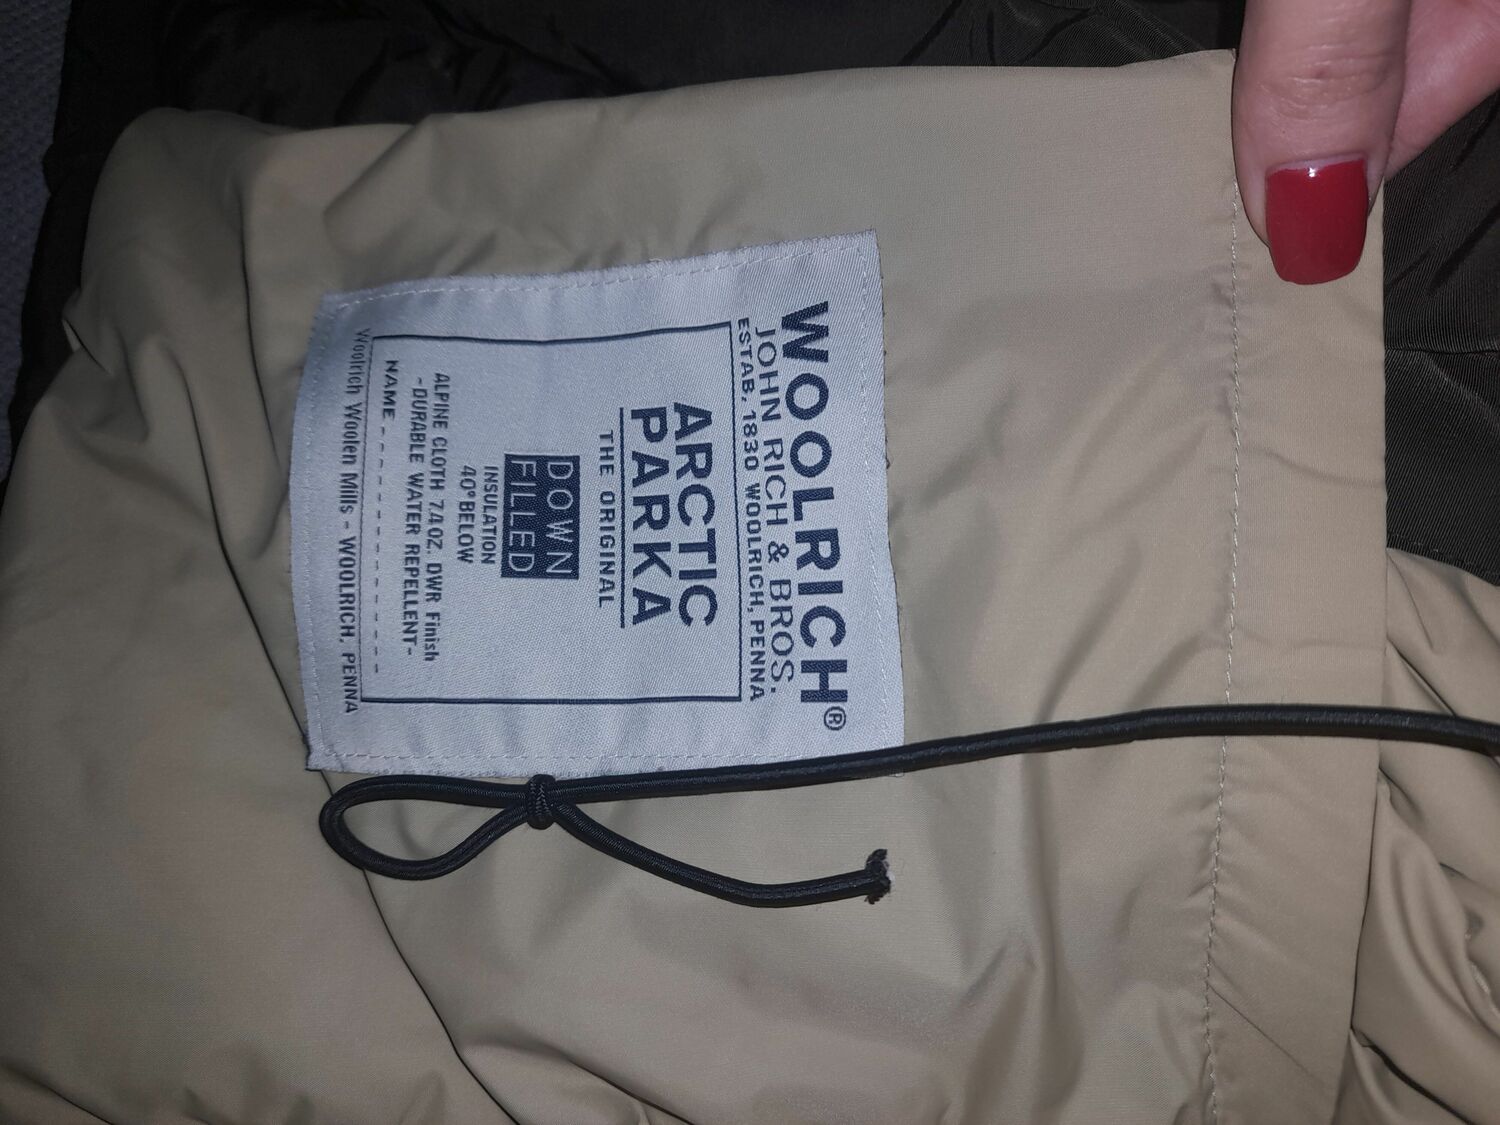 WOOLRICH®
JOHN RICH & BROS.
ESTAB. 1830 WOOLRICH, PENNA
ARCTIC
PARKA
THE ORIGINAL
DOWN
FILLED
INSULATION
40° BELOW
ALPINE CLOTH 7.4 OZ. DWR Finish
-DURABLE WATER REPELLENT-
NAME
Woolrich Woolen Mills - WOOLRICH, PENNA